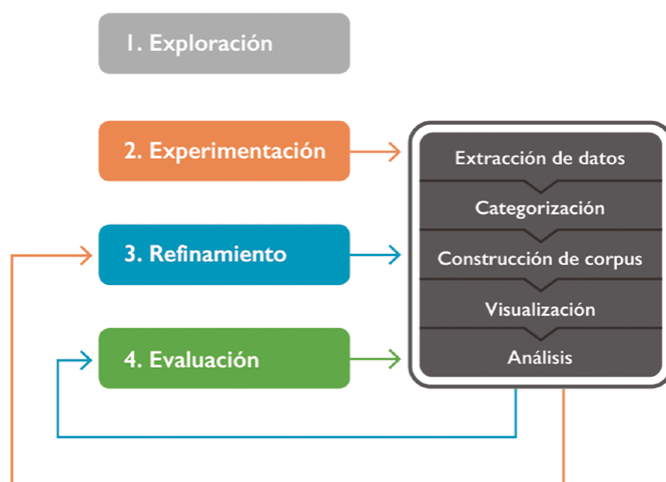 1. Exploración
2. Experimentación
3. Refinamiento
4. Evaluación
Extracción de datos
Categorización
Construcción de corpus
Visualización
Análisis